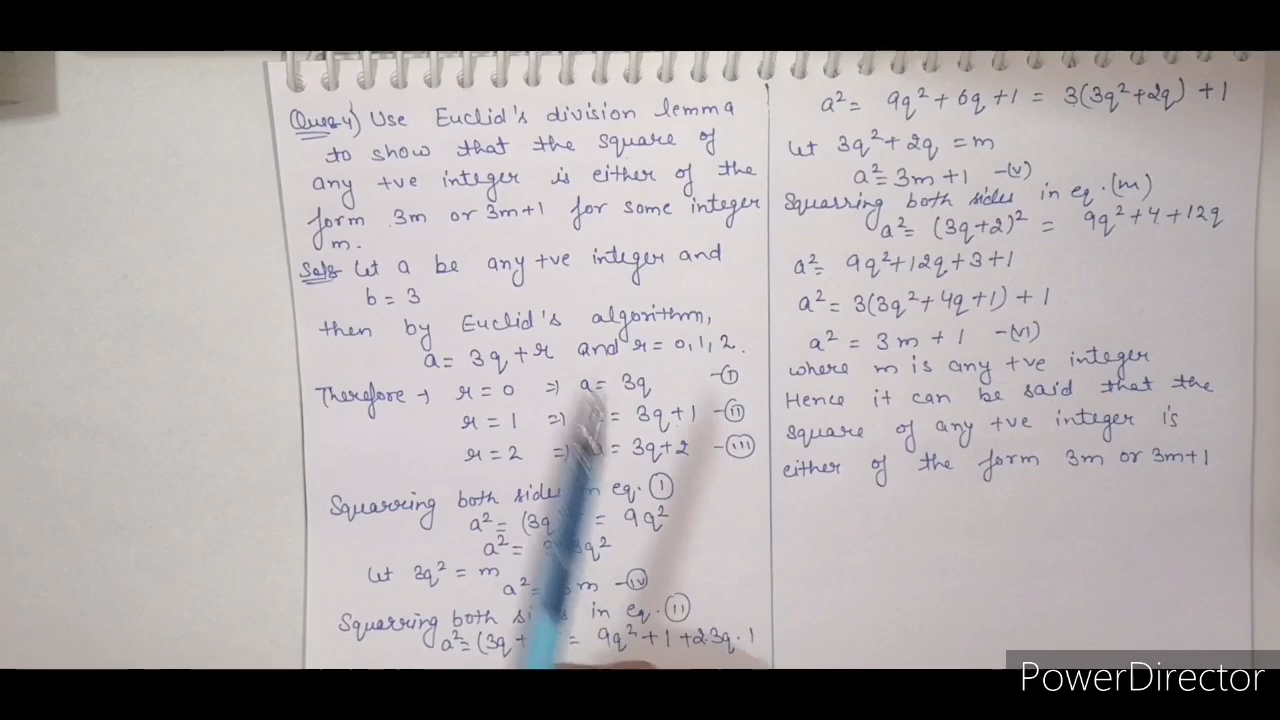 Ques 4) Use Euclid's division lemma
to show that the square of
any +ve integer is either of the
form 3m or 3m+1 for some integer
m.
Sol: Let a be any +ve integer and
b = 3
then by Euclid's algorithm,
a = 3q + r and r = 0, 1, 2.
Therefore → r = 0 ⇒ a = 3q -(I)
r = 1 ⇒ = 3q+1 -(II)
r = 2 ⇒ = 3q+2 -(III)
Squarring both sides in eq. (I)
a² = (3q = 9q²
a² = 3q²
Let 3q² = m
a² = m -(IV)
Squarring both in eq. (II)
a² = (3q + = 9q² + 1 + 2.3q.1
a² = 9q² + 6q + 1 = 3(3q² + 2q) + 1
Let 3q² + 2q = m
a² = 3m + 1 -(V)
Squarring both sides in eq. (m)
a² = (3q+2)² = 9q² + 4 + 12q
a² = 9q² + 12q + 3 + 1
a² = 3(3q² + 4q + 1) + 1
a² = 3m + 1 -(VI)
where m is any +ve integer
Hence it can be said that the
square of any +ve integer is
either of the form 3m or 3m+1
PowerDirector